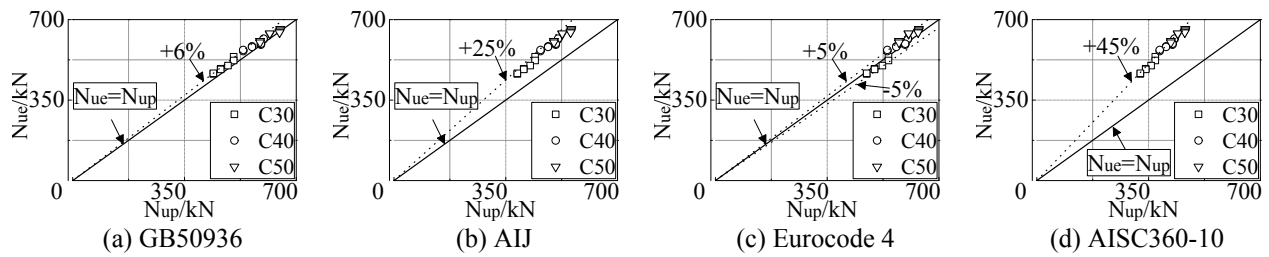 700
+6%
Nue/kN
350
Nue=Nup
C30
C40
C50
0
350
700
Nup/kN
(a) GB50936
700
+25%
Nue/kN
350
Nue=Nup
C30
C40
C50
0
350
700
Nup/kN
(b) AIJ
700
+5%
Nue/kN
-5%
350
Nue=Nup
C30
C40
C50
0
350
700
Nup/kN
(c) Eurocode 4
700
+45%
Nue/kN
350
C30
C40
Nue=Nup
C50
0
350
700
Nup/kN
(d) AISC360-10